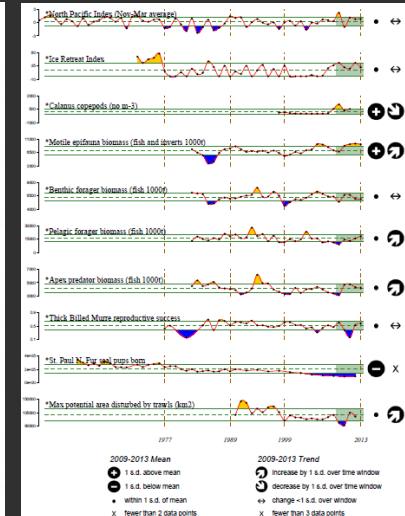 *North Pacific Index (Nov-Mar average)
*Ice Retreat Index
*Calanus copepods (no m-3)
*Motile epifauna biomass (fish and inverts 1000t)
*Benthic forager biomass (fish 1000t)
*Pelagic forager biomass (fish 1000t)
*Apex predator biomass (fish 1000t)
*Thick Billed Murre reproductive success
*St. Paul N. Fur seal pups born
*Max potential area disturbed by trawls (km2)
1977 1989 1999 2013
2009-2013 Mean 2009-2013 Trend
1 s.d. above mean increase by 1 s.d. over time window
1 s.d. below mean decrease by 1 s.d. over time window
within 1 s.d. of mean change <1 s.d. over window
x fewer than 2 data points x fewer than 3 data points